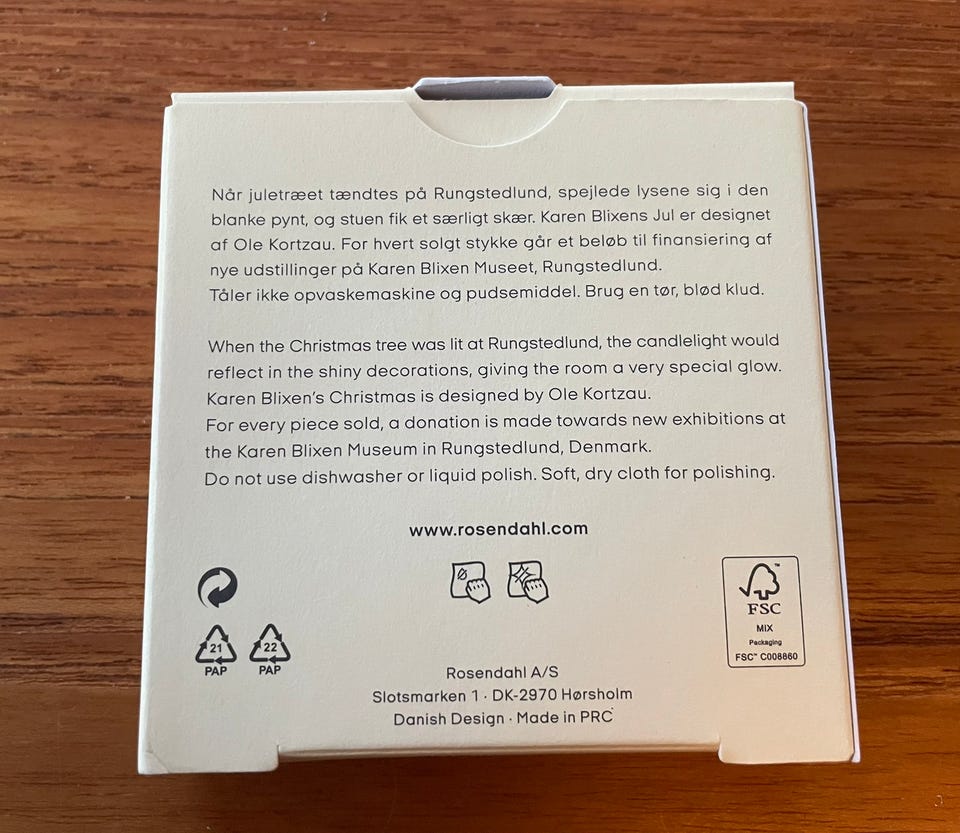 Når juletræet tændtes på Rungstedlund, spejlede lysene sig i den
blanke pynt, og stuen fik et særligt skær. Karen Blixens Jul er designet
af Ole Kortzau. For hvert solgt stykke går et beløb til finansiering af
nye udstillinger på Karen Blixen Museet, Rungstedlund.
Tåler ikke opvaskemaskine og pudsemiddel. Brug en tør, blød klud.
When the Christmas tree was lit at Rungstedlund, the candlelight would
reflect in the shiny decorations, giving the room a very special glow.
Karen Blixen's Christmas is designed by Ole Kortzau.
For every piece sold, a donation is made towards new exhibitions at
the Karen Blixen Museum in Rungstedlund, Denmark.
Do not use dishwasher or liquid polish. Soft, dry cloth for polishing.
www.rosendahl.com
21 22
PAP PAP
FSC
MIX
Packaging
FSC™ C008860
Rosendahl A/S
Slotsmarken 1 · DK-2970 Hørsholm
Danish Design · Made in PRC